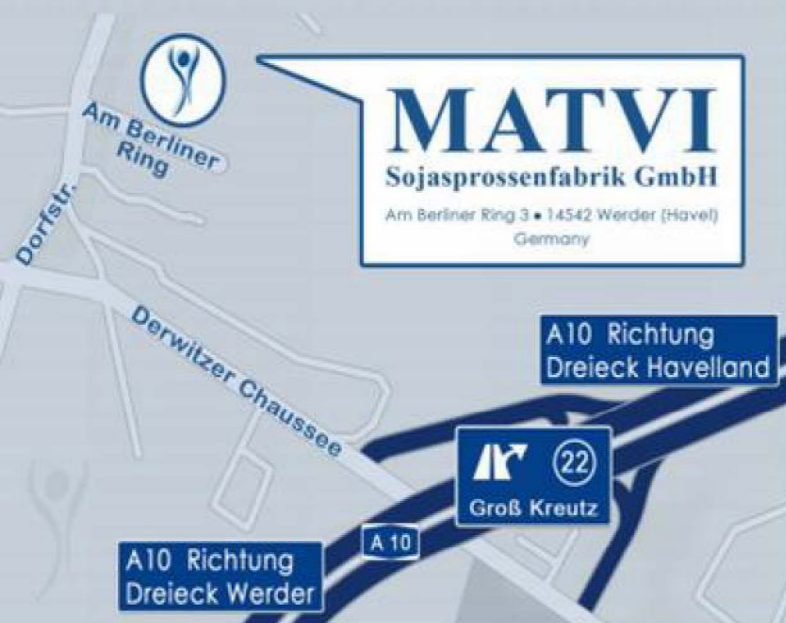 MATVI
Sojasprossenfabrik GmbH
Am Berliner Ring 3 • 14542 Werder (Havel)
Germany
Am Berliner
Ring
Dorfstr.
Derwitzer Chaussee
A10 Richtung
Dreieck Havelland
22
Groß Kreutz
A 10
A10 Richtung
Dreieck Werder